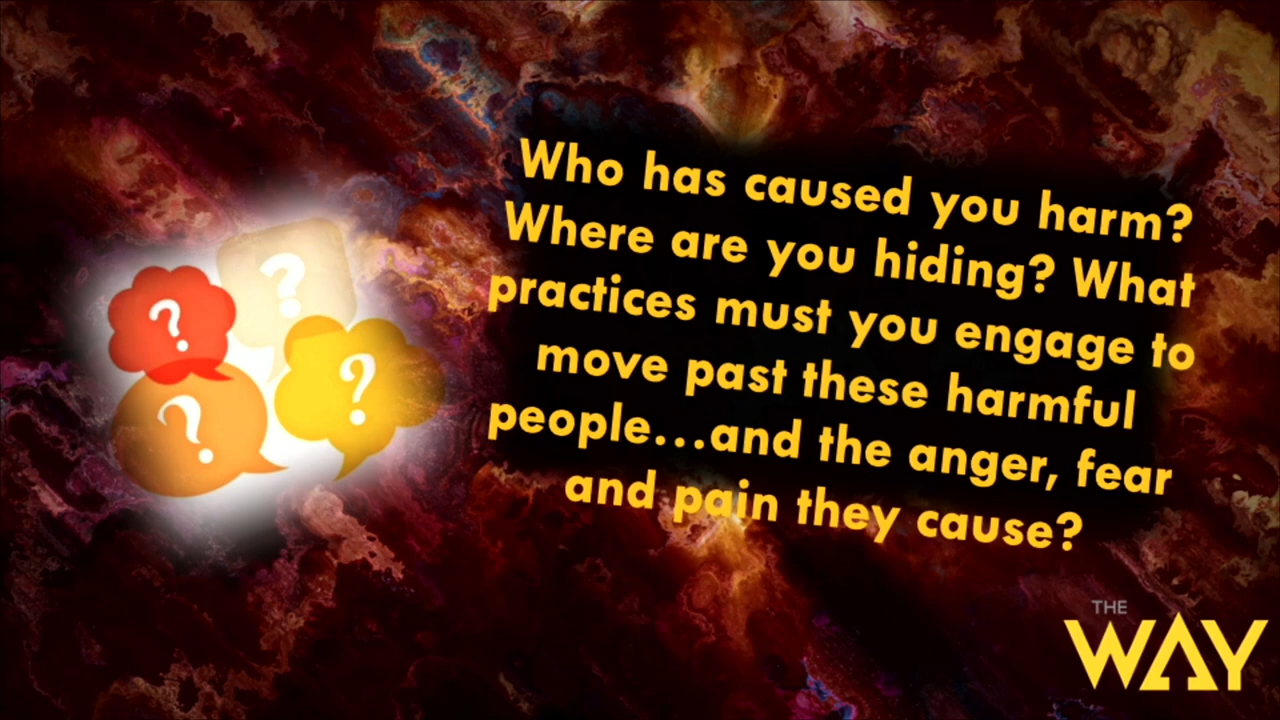 Who has caused you harm?
Where are you hiding? What
practices must you engage to
move past these harmful
people...and the anger, fear
and pain they cause?
? 
?
?
?
THE
WAY